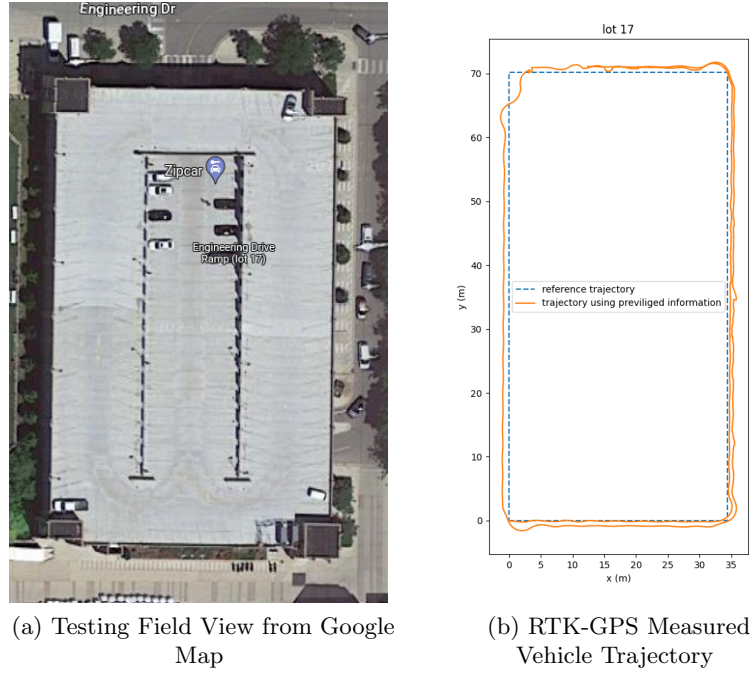 Engineering Dr
Zipcar
Engineering Drive
Ramp (lot 17)
(a) Testing Field View from Google
Map
lot 17
70
60
50
40
30
20
10
0
y (m)
reference trajectory
trajectory using previliged information
0 5 10 15 20 25 30 35
x (m)
(b) RTK-GPS Measured
Vehicle Trajectory